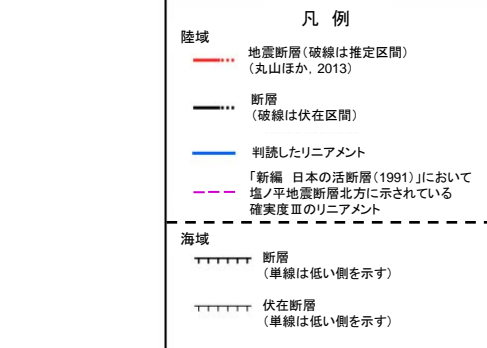 凡 例
陸域
地震断層(破線は推定区間)
(丸山ほか, 2013)
断層
(破線は伏在区間)
判読したリニアメント
「新編 日本の活断層(1991)」において
塩ノ平地震断層北方に示されている
確実度Ⅲのリニアメント
海域
断層
(単線は低い側を示す)
伏在断層
(単線は低い側を示す)